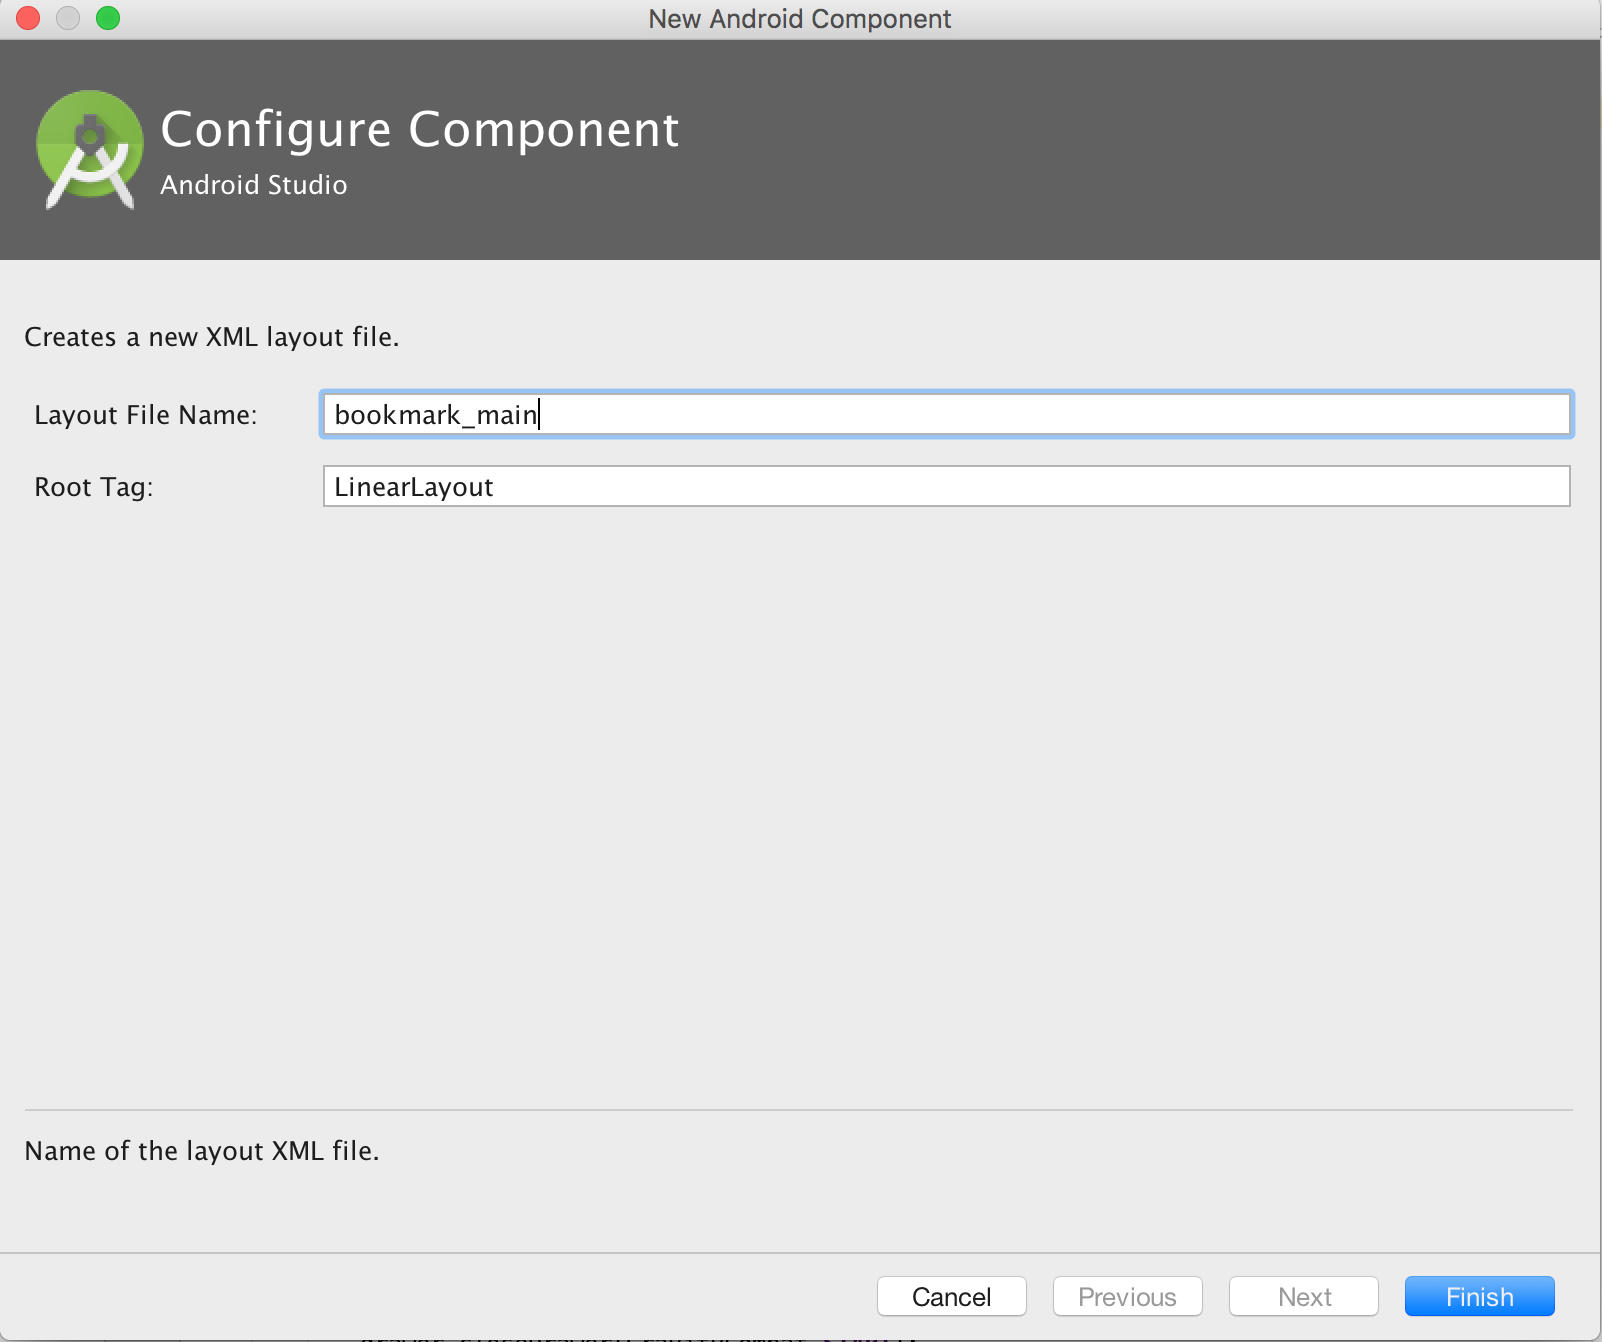 New Android Component
Configure Component
Android Studio
Creates a new XML layout file.
Layout File Name: bookmark_main
Root Tag: LinearLayout
Name of the layout XML file.
Cancel Previous Next Finish